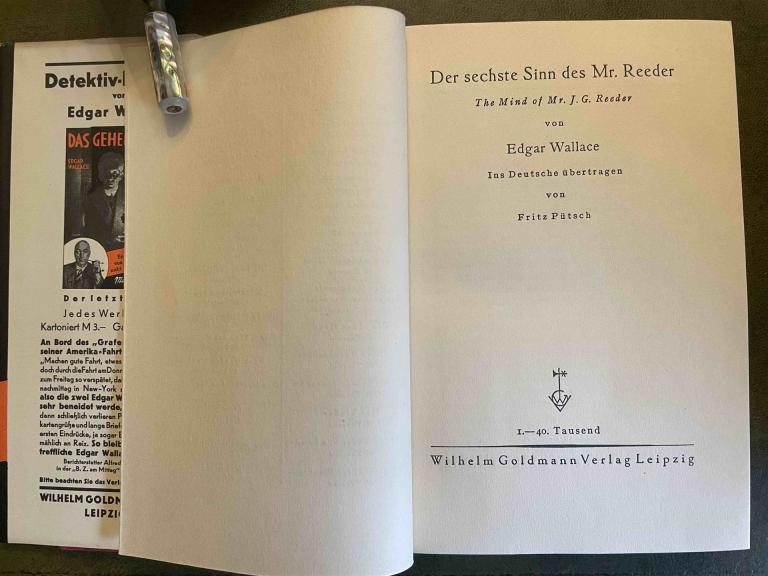 Detektiv-
Edgar W
DAS GEHE
EDGAR
WALLACE
Der letzt
Jedes Wer
Kartoniert M 3.–
An Bord des „Grafe
seiner Amerika-Fahrt
„Machen gute Fahrt, etwas
doch durch die Fahrt am Don
zum Freitag so verspätet, da
nachmittag in New-York
also die zwei Edgar W
sehr beneidet werde,
denn schließlich verlieren
kartengrüße und lange Brief
ersten Eindrücke, je sogar
mählich an Reiz. So bleib
treffliche Edgar Walla
Berichterstatter Alfred
in der „B. Z. am Mittag"
Bitte beachten Sie das Verl
WILHELM GOLDM
LEIPZIG
Der sechste Sinn des Mr. Reeder
The Mind of Mr. J. G. Reeder
von
Edgar Wallace
Ins Deutsche übertragen
von
Fritz Pütsch
1.—40. Tausend
Wilhelm Goldmann Verlag Leipzig